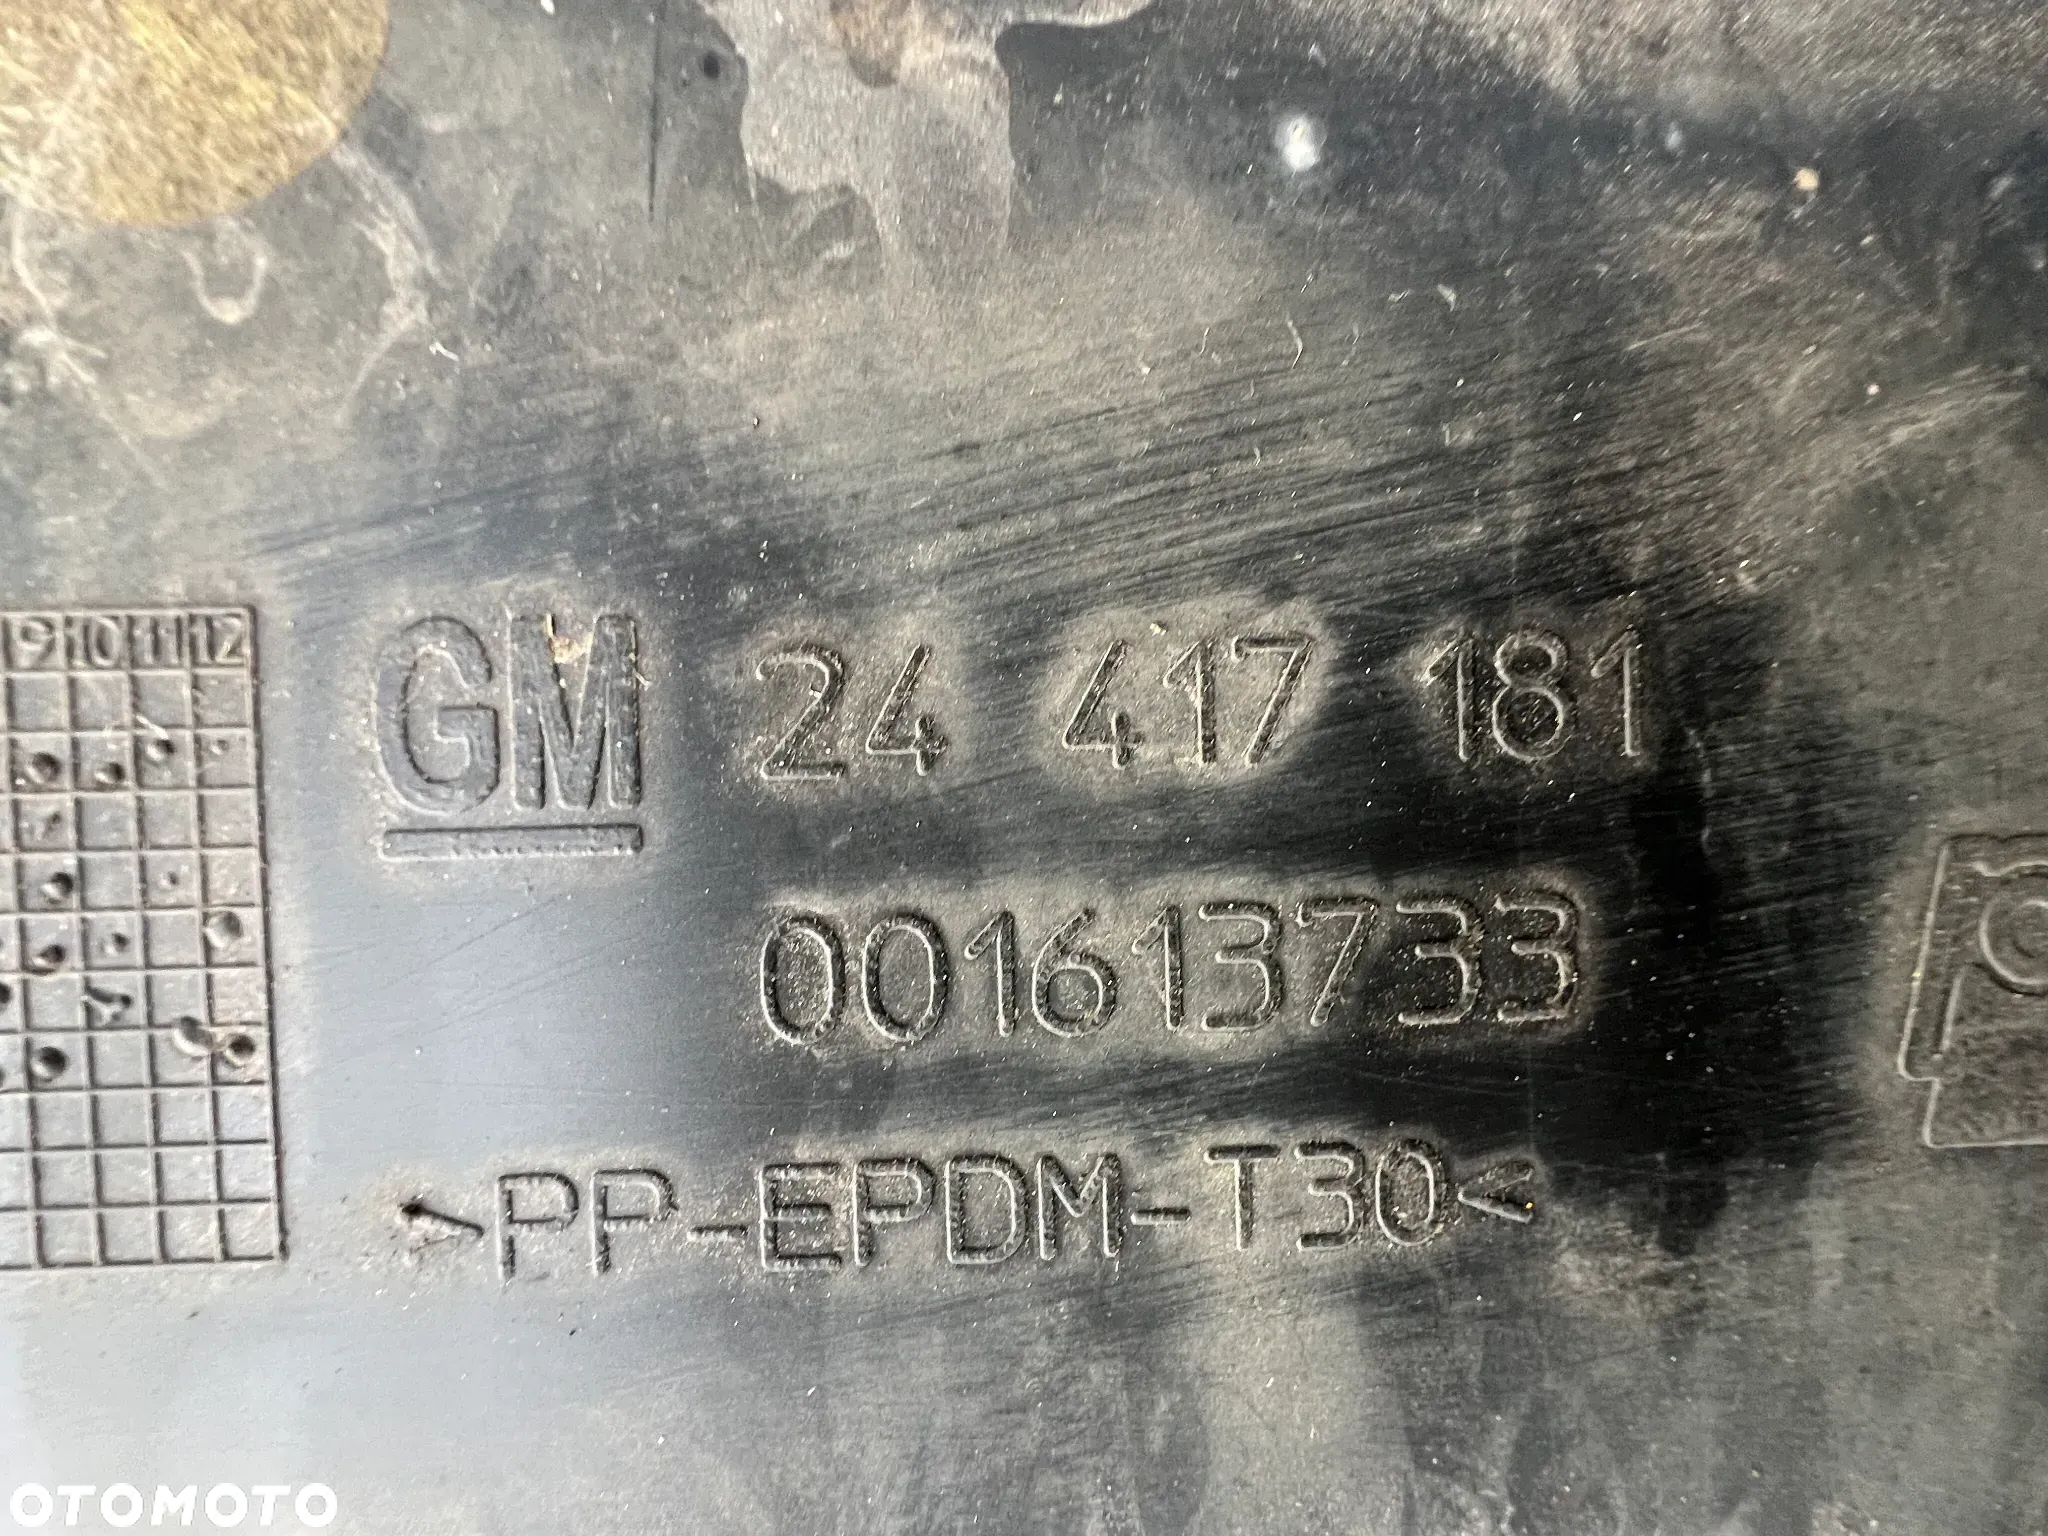 9 10 11 12
GM 24 417 181
001613733
>PP-EPDM-T30<
OTOMOTO